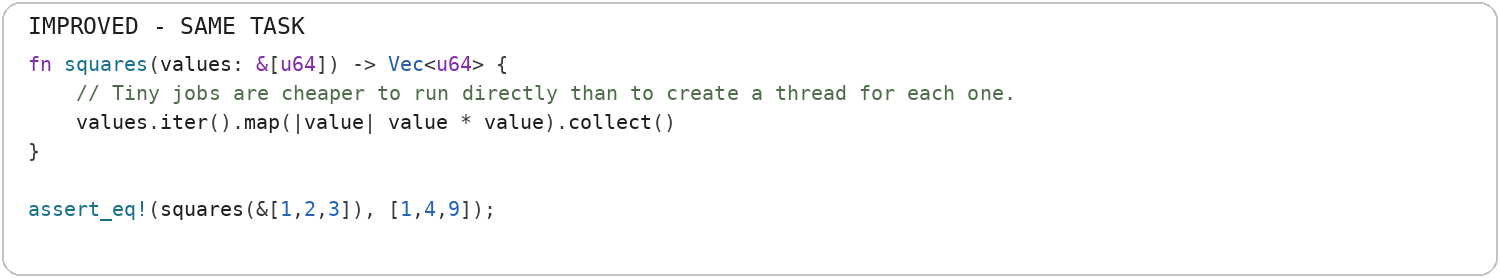 IMPROVED - SAME TASK
fn squares(values: &[u64]) -> Vec<u64> {
    // Tiny jobs are cheaper to run directly than to create a thread for each one.
    values.iter().map(|value| value * value).collect()
}
assert_eq!(squares(&[1,2,3]), [1,4,9]);